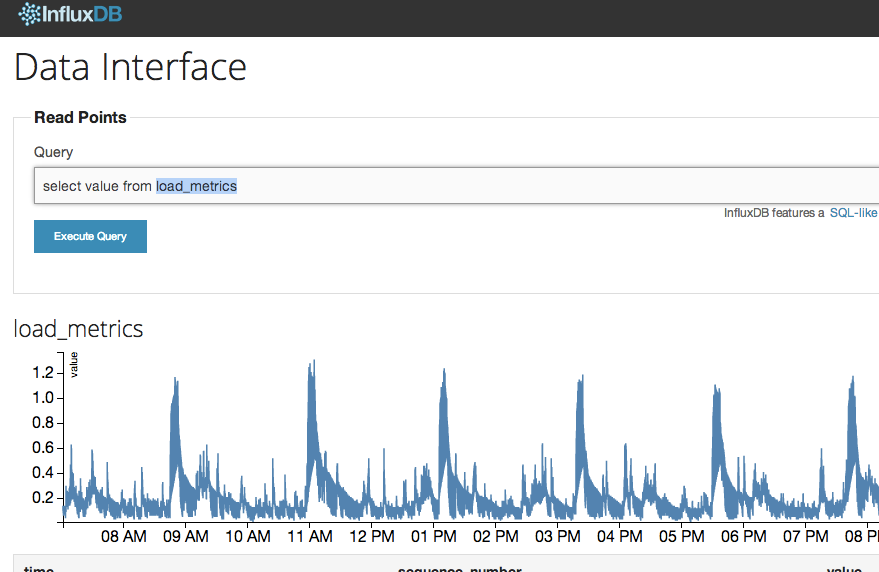 InfluxDB
Data Interface
Read Points
Query
select value from load_metrics
InfluxDB features a SQL-like
Execute Query
load_metrics
value
1.2
1.0
0.8
0.6
0.4
0.2
08 AM 09 AM 10 AM 11 AM 12 PM 01 PM 02 PM 03 PM 04 PM 05 PM 06 PM 07 PM 08 P
time sequence_number value